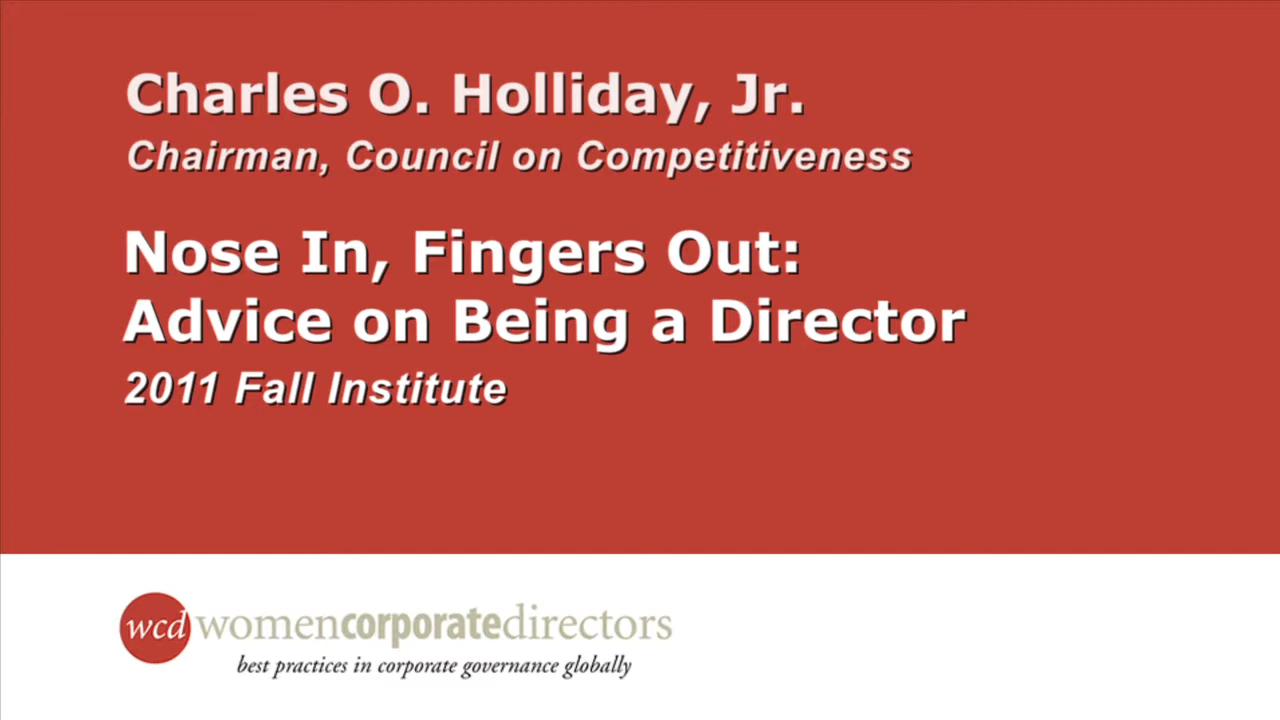 Charles O. Holliday, Jr.
Chairman, Council on Competitiveness
Nose In, Fingers Out:
Advice on Being a Director
2011 Fall Institute
wcd womencorporatedirectors
best practices in corporate governance globally